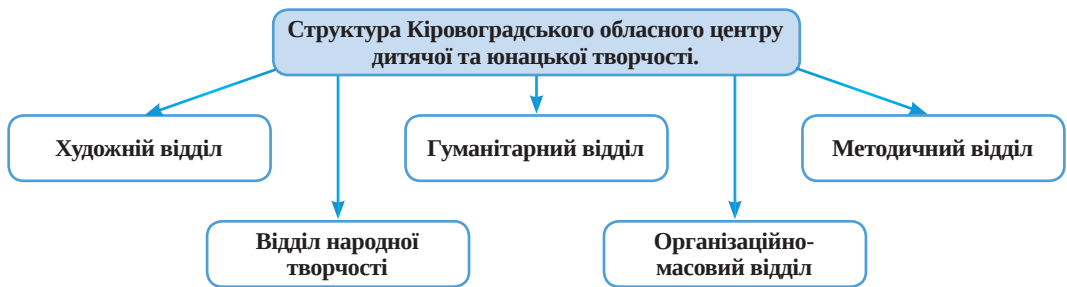 Структура Кіровоградського обласного центру
дитячої та юнацької творчості.
Художній відділ
Гуманітарний відділ
Методичний відділ
Відділ народної
творчості
Організаційно-
масовий відділ